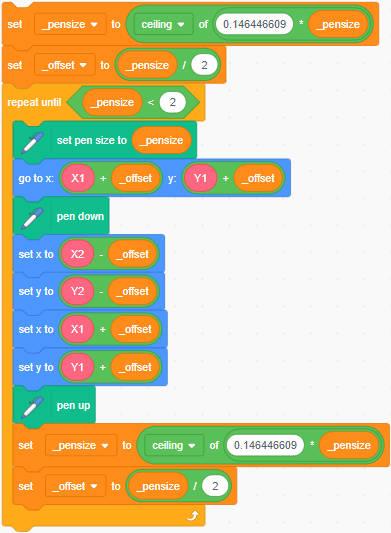 set _pensize to ceiling of 0.146446609 * _pensize
set _offset to _pensize / 2
repeat until _pensize < 2
set pen size to _pensize
go to x: X1 + _offset y: Y1 + _offset
pen down
set x to X2 - _offset
set y to Y2 - _offset
set x to X1 + _offset
set y to Y1 + _offset
pen up
set _pensize to ceiling of 0.146446609 * _pensize
set _offset to _pensize / 2